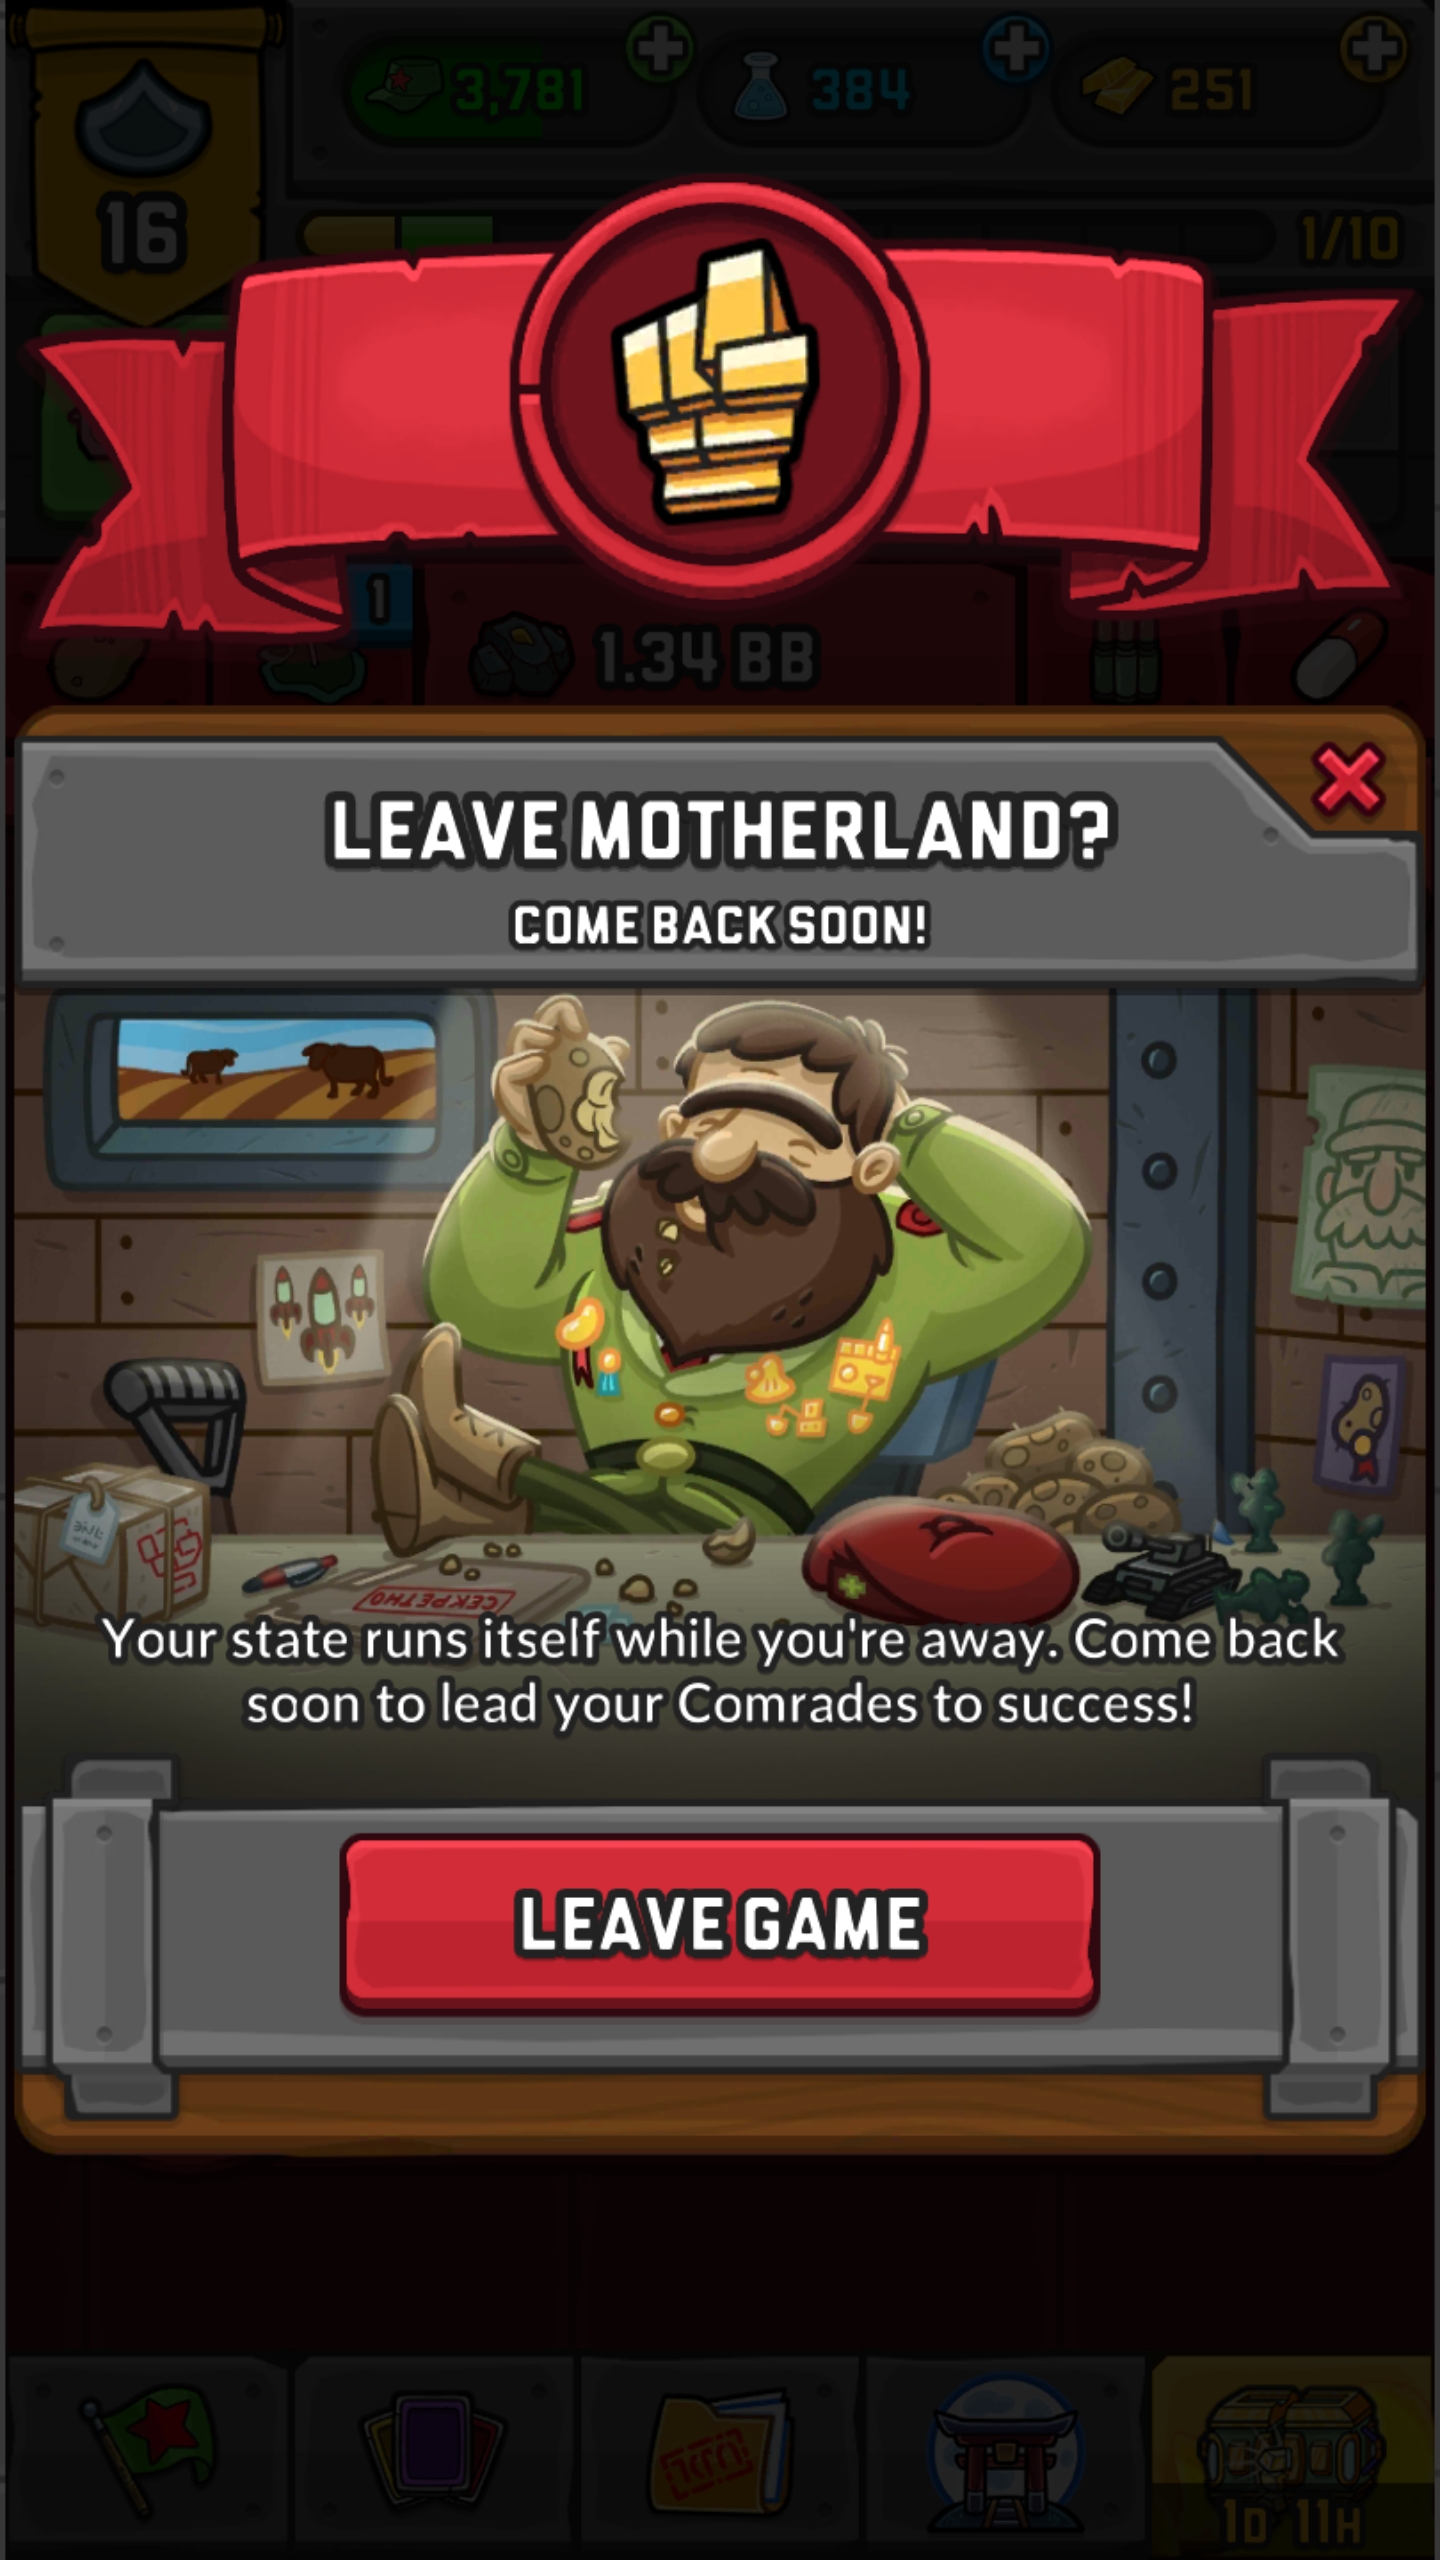 3,781
384
251
16
1/10
1
1.34 BB
LEAVE MOTHERLAND?
COME BACK SOON!
СЕКРЕТНО
Your state runs itself while you're away. Come back
soon to lead your Comrades to success!
LEAVE GAME
1D 11H